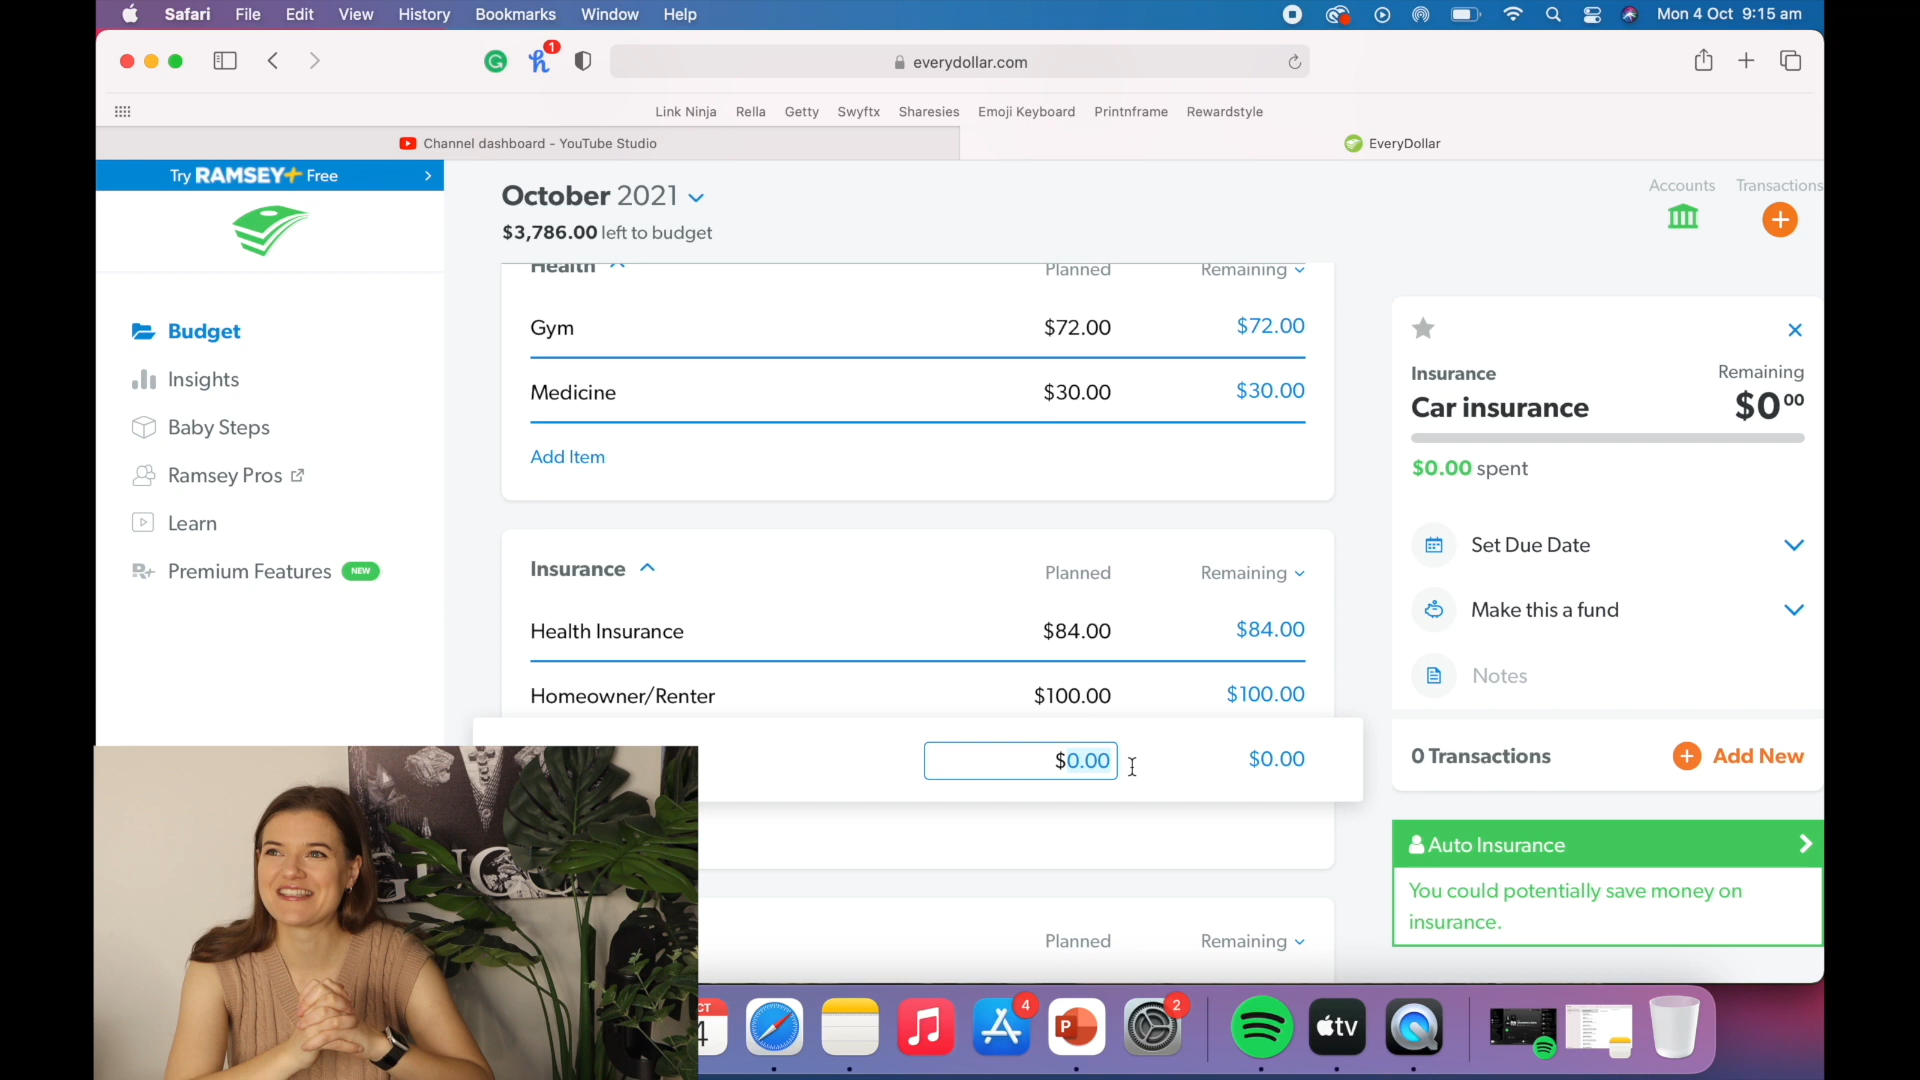 Safari File Edit View History Bookmarks Window Help Mon 4 Oct 9:15 am
1
everydollar.com
Link Ninja Rella Getty Swyftx Sharesies Emoji Keyboard Printnframe Rewardstyle
Channel dashboard - YouTube Studio
EveryDollar
Try RAMSEY+ Free
Budget
Insights
Baby Steps
Ramsey Pros
Learn
Premium Features NEW
October 2021
$3,786.00 left to budget
Accounts Transactions
Health Planned Remaining
Gym $72.00 $72.00
Medicine $30.00 $30.00
Add Item
Insurance Planned Remaining
Health Insurance $84.00 $84.00
Homeowner/Renter $100.00 $100.00
$0.00 $0.00
Planned Remaining
Insurance Remaining
Car insurance $0 00
$0.00 spent
Set Due Date
Make this a fund
Notes
0 Transactions + Add New
Auto Insurance
You could potentially save money on
insurance.
4
P
2
tv